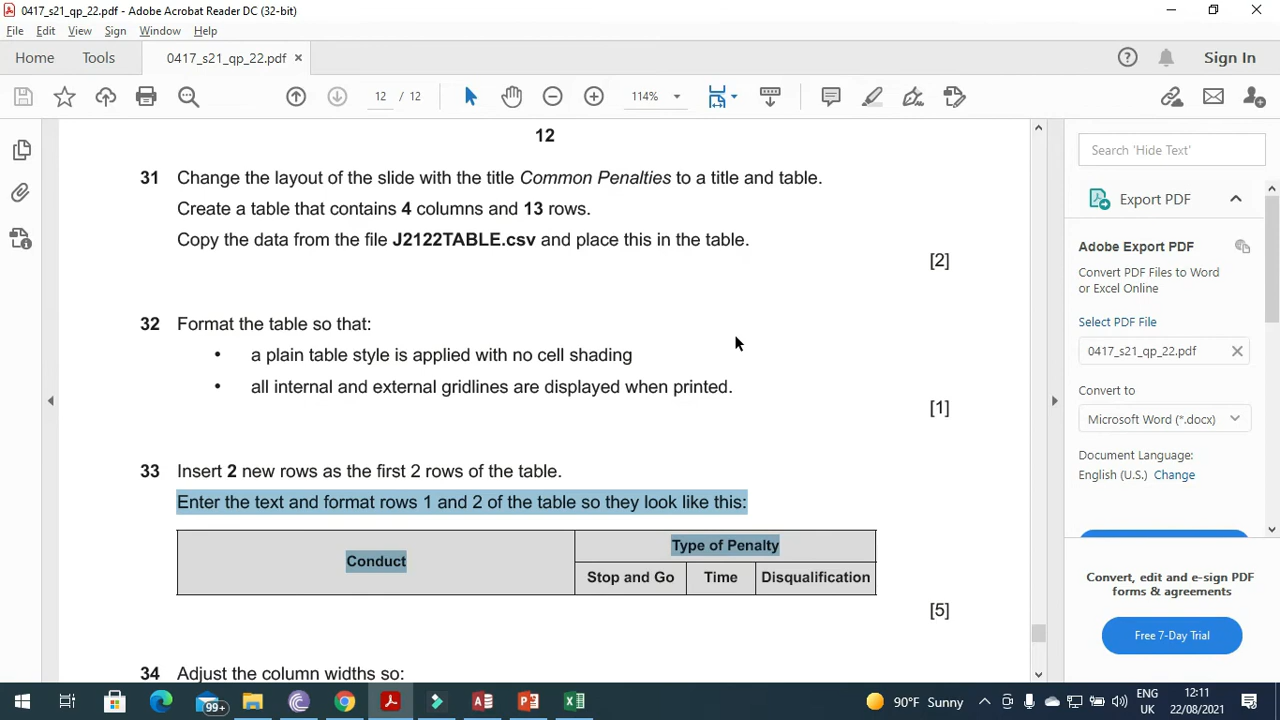 0417_s21_qp_22.pdf - Adobe Acrobat Reader DC (32-bit)
File Edit View Sign Window Help
Home Tools 0417_s21_qp_22.pdf × Sign In
12 / 12 114%
12
31 Change the layout of the slide with the title Common Penalties to a title and table.
Create a table that contains 4 columns and 13 rows.
Copy the data from the file J2122TABLE.csv and place this in the table.
[2]
32 Format the table so that:
• a plain table style is applied with no cell shading
• all internal and external gridlines are displayed when printed.
[1]
33 Insert 2 new rows as the first 2 rows of the table.
Enter the text and format rows 1 and 2 of the table so they look like this:
Conduct
Type of Penalty
Stop and Go Time Disqualification
[5]
34 Adjust the column widths so:
Search 'Hide Text'
Export PDF
Adobe Export PDF
Convert PDF Files to Word
or Excel Online
Select PDF File
0417_s21_qp_22.pdf
Convert to
Microsoft Word (*.docx)
Document Language:
English (U.S.) Change
Convert, edit and e-sign PDF
forms & agreements
Free 7-Day Trial
99+
90°F Sunny
ENG
UK
12:11
22/08/2021